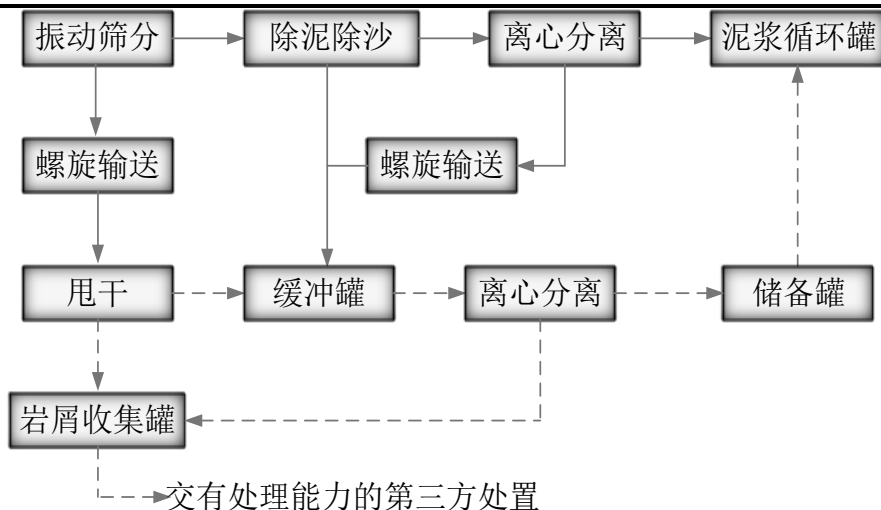 振动筛分
除泥除沙
离心分离
泥浆循环罐
螺旋输送
螺旋输送
甩干
缓冲罐
离心分离
储备罐
岩屑收集罐
交有处理能力的第三方处置